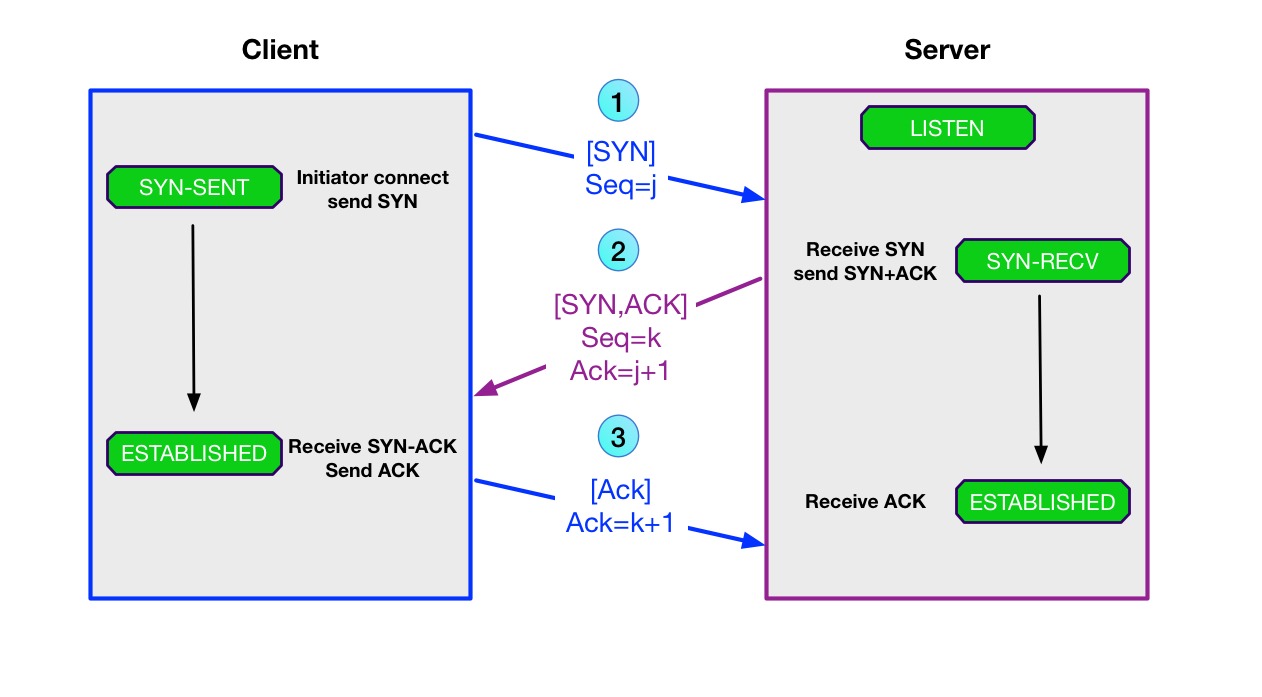 Client
Server
1
[SYN]
Seq=j
LISTEN
SYN-SENT
Initiator connect
send SYN
2
[SYN,ACK]
Seq=k
Ack=j+1
Receive SYN
send SYN+ACK
SYN-RECV
3
[Ack]
Ack=k+1
ESTABLISHED
Receive SYN-ACK
Send ACK
Receive ACK
ESTABLISHED